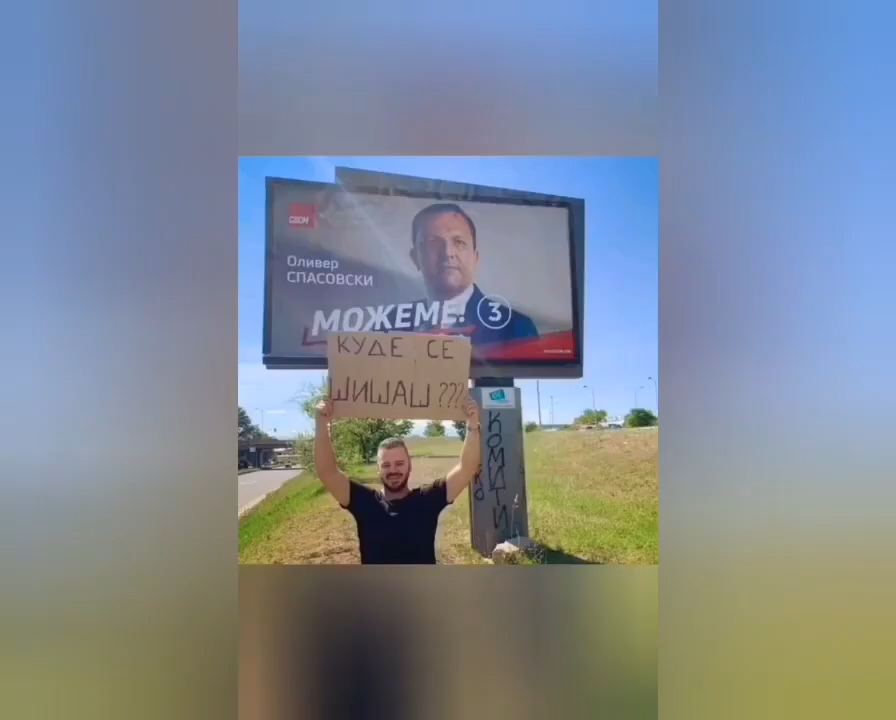 СДСМ
Оливер
СПАСОВСКИ
МОЖЕМЕ!
3
КУДЕ СЕ
ШИШАШ ???
КОМИТИ